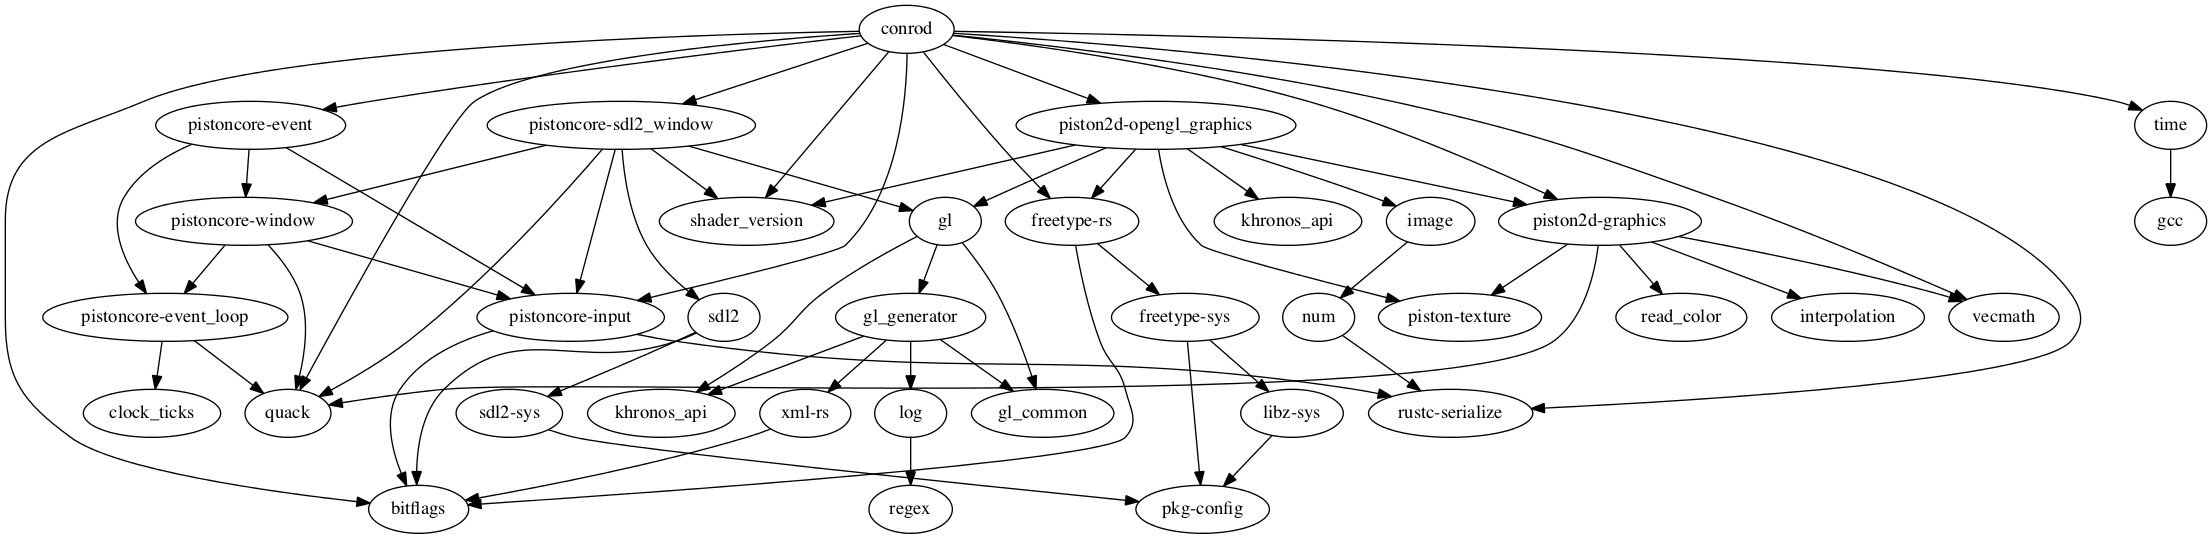 conrod
pistoncore-event
pistoncore-sdl2_window
piston2d-opengl_graphics
time
pistoncore-window
shader_version
gl
freetype-rs
khronos_api
image
piston2d-graphics
gcc
pistoncore-event_loop
pistoncore-input
sdl2
gl_generator
freetype-sys
num
piston-texture
read_color
interpolation
vecmath
clock_ticks
quack
sdl2-sys
khronos_api
xml-rs
log
gl_common
libz-sys
rustc-serialize
bitflags
regex
pkg-config